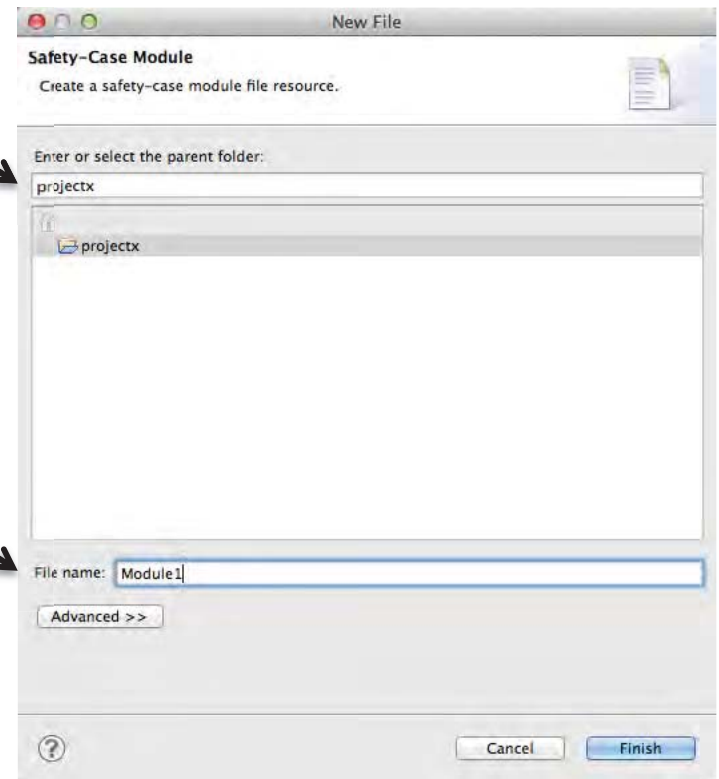 New File
Safety-Case Module
Create a safety-case module file resource.
Enter or select the parent folder:
projectx
projectx
File name: Module1
Advanced >>
?
Cancel Finish